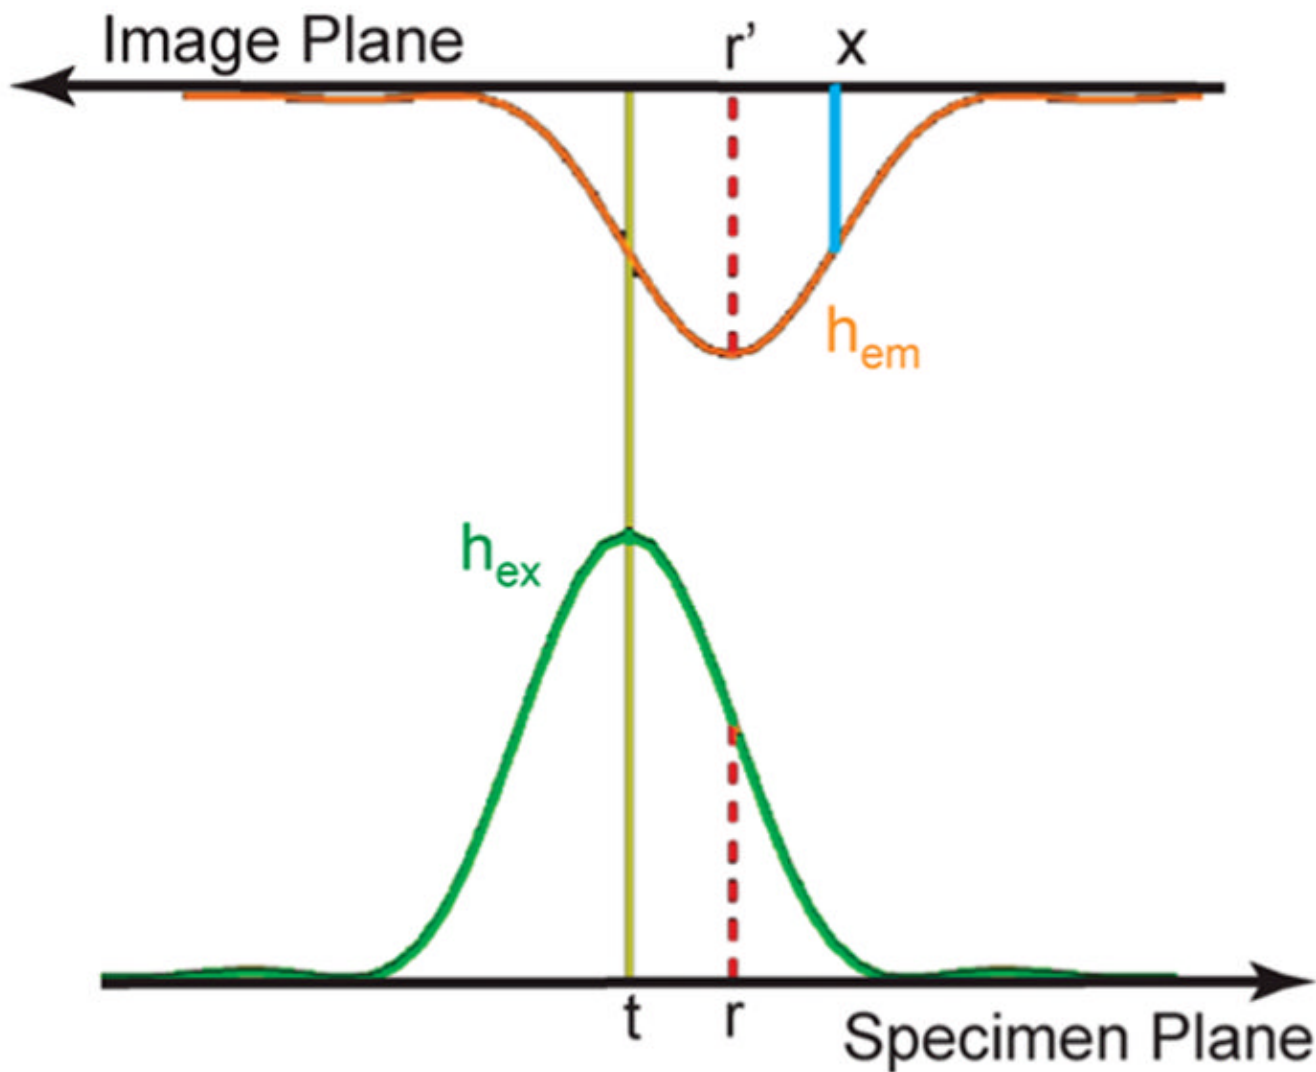 Image Plane
r’ x
h_em
h_ex
t r
Specimen Plane